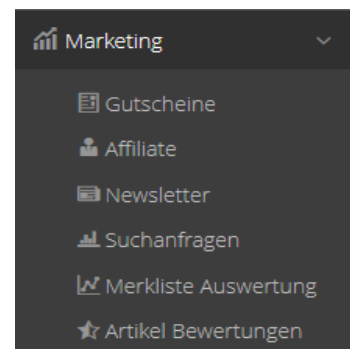 Marketing
Gutscheine
Affiliate
Newsletter
Suchanfragen
Merkliste Auswertung
Artikel Bewertungen